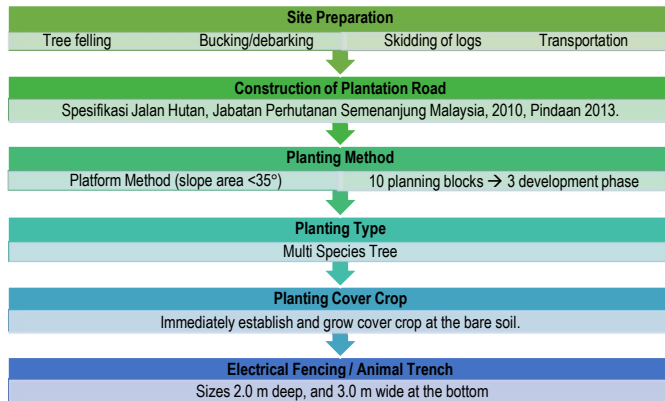 Site Preparation
Tree felling Bucking/debarking Skidding of logs Transportation
Construction of Plantation Road
Spesifikasi Jalan Hutan, Jabatan Perhutanan Semenanjung Malaysia, 2010, Pindaan 2013.
Planting Method
Platform Method (slope area <35°) 10 planning blocks → 3 development phase
Planting Type
Multi Species Tree
Planting Cover Crop
Immediately establish and grow cover crop at the bare soil.
Electrical Fencing / Animal Trench
Sizes 2.0 m deep, and 3.0 m wide at the bottom